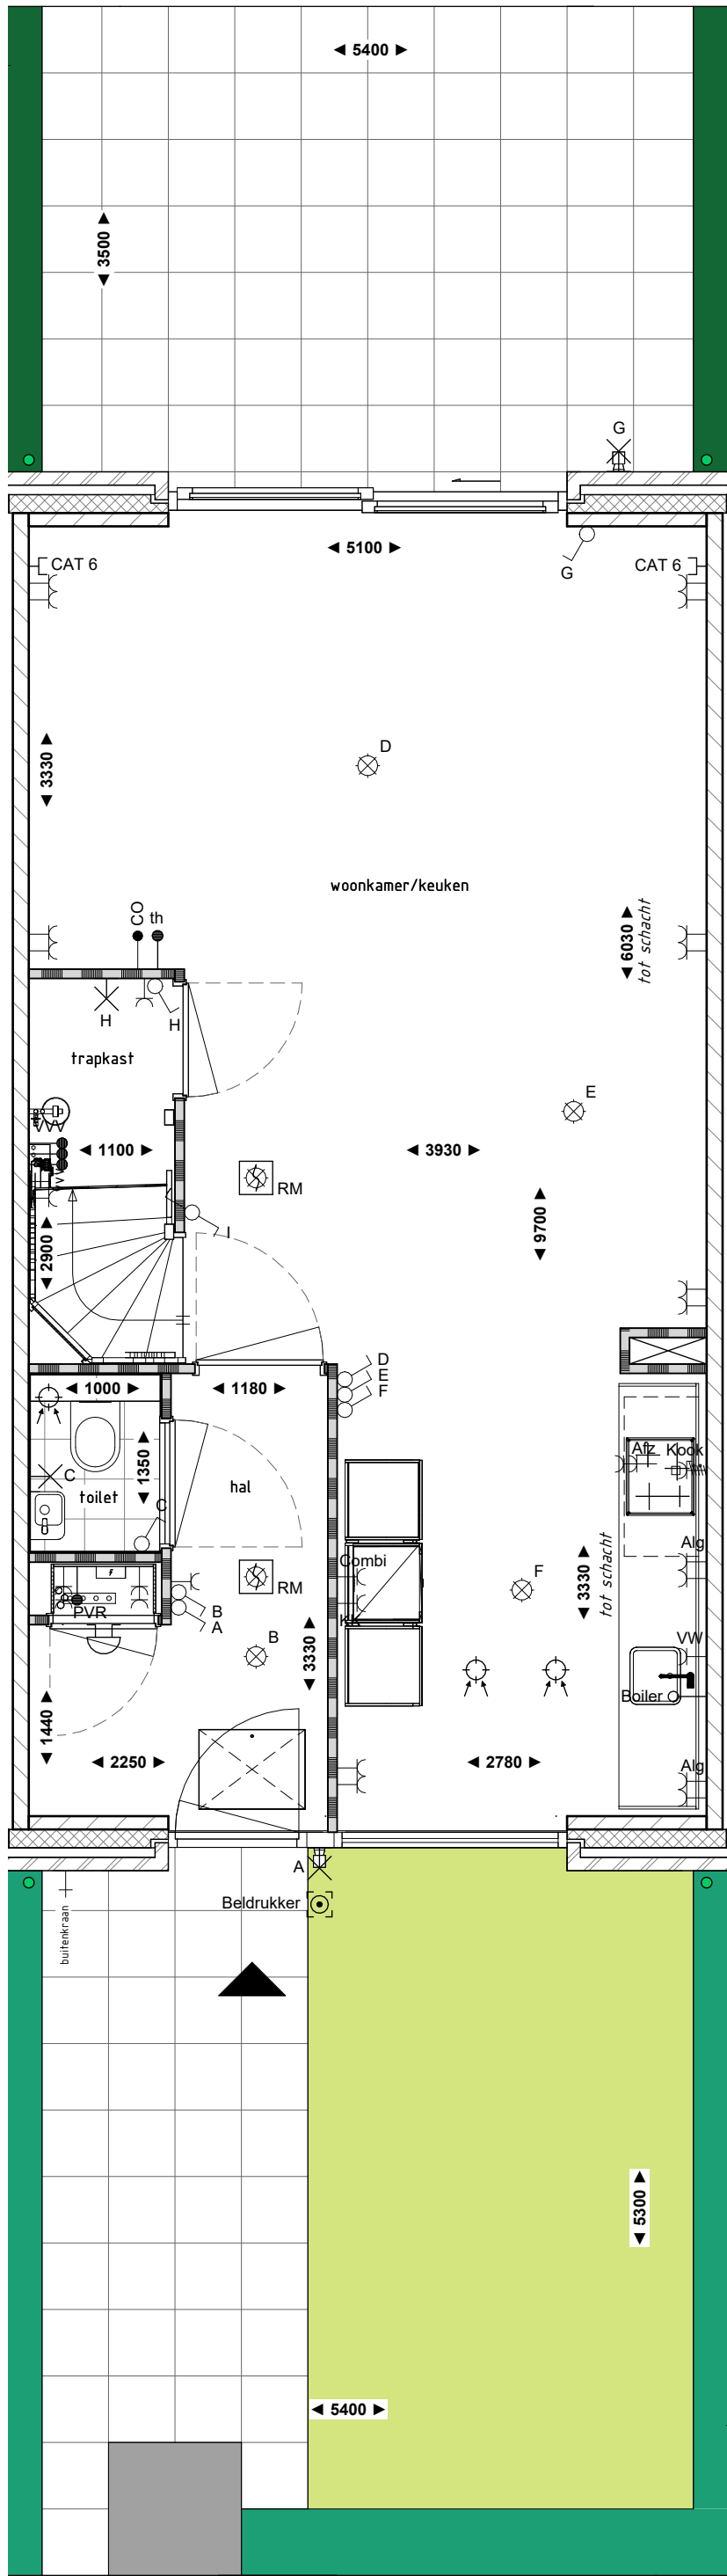 ◄ 5400 ►
◄ 3500 ►
G
◄ 5100 ►
G
CAT 6
CAT 6
◄ 3330 ►
D
woonkamer/keuken
CO
th
◄ 6030 ►
tot schacht
H
H
trapkast
E
◄ 1100 ►
◄ 3930 ►
RM
◄ 2900 ►
I
◄ 9700 ►
D
E
F
◄ 1000 ►
◄ 1180 ►
◄ 1350 ►
Afz
Kook
C
toilet
C
hal
Combi
Alg
RM
F
◄ 3330 ►
tot schacht
KK
PVR
B
A
B
◄ 3330 ►
VW
Boiler
◄ 1440 ►
◄ 2250 ►
◄ 2780 ►
Alg
A
Beldrukker
buitenkraan
◄ 5300 ►
◄ 5400 ►